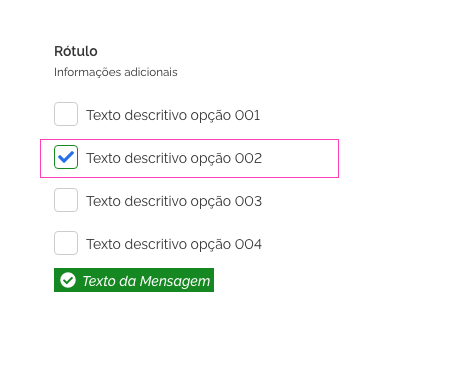 Rótulo
Informações adicionais
Texto descritivo opção 001
Texto descritivo opção 002
Texto descritivo opção 003
Texto descritivo opção 004
Texto da Mensagem